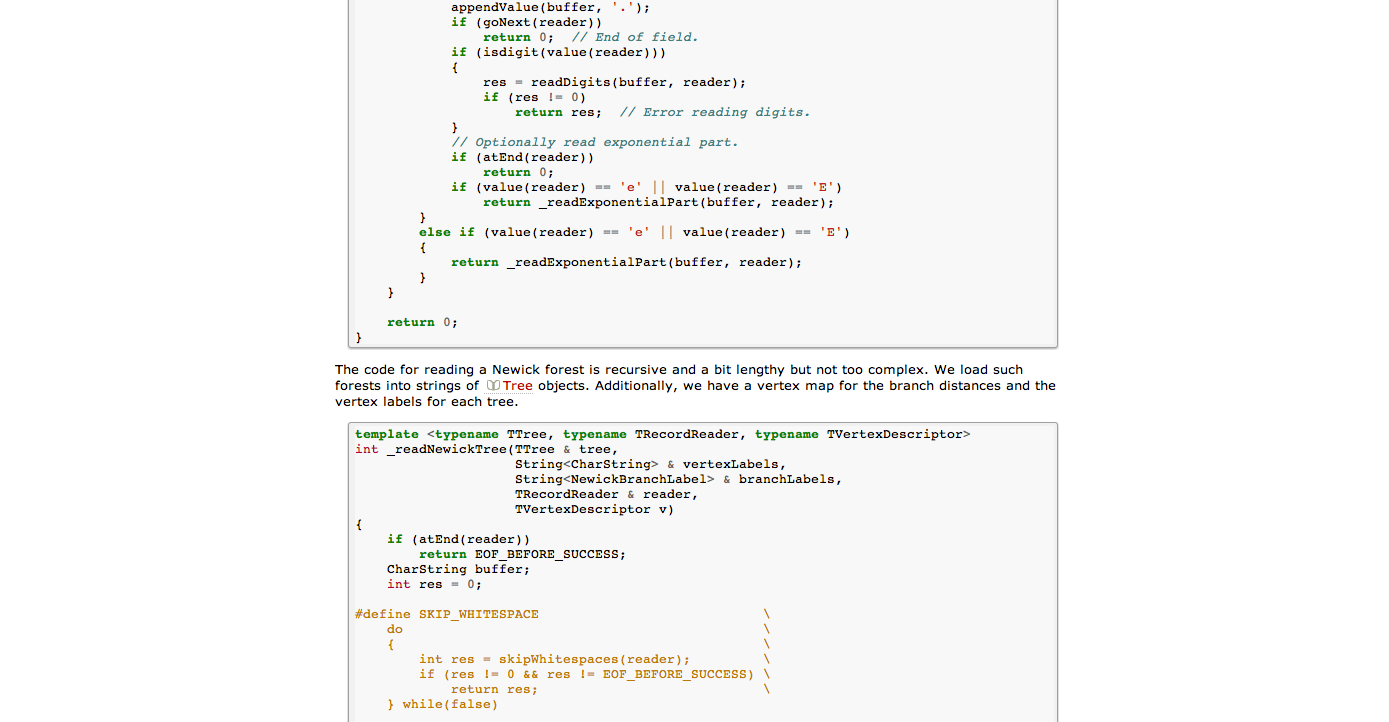 appendValue(buffer, '.');
            if (goNext(reader))
                return 0;  // End of field.
            if (isdigit(value(reader)))
            {
                res = readDigits(buffer, reader);
                if (res != 0)
                    return res;  // Error reading digits.
            }
            // Optionally read exponential part.
            if (atEnd(reader))
                return 0;
            if (value(reader) == 'e' || value(reader) == 'E')
                return _readExponentialPart(buffer, reader);
        }
        else if (value(reader) == 'e' || value(reader) == 'E')
        {
            return _readExponentialPart(buffer, reader);
        }
    }

    return 0;
}
The code for reading a Newick forest is recursive and a bit lengthy but not too complex. We load such
forests into strings of Tree objects. Additionally, we have a vertex map for the branch distances and the
vertex labels for each tree.
template <typename TTree, typename TRecordReader, typename TVertexDescriptor>
int _readNewickTree(TTree & tree,
                    String<CharString> & vertexLabels,
                    String<NewickBranchLabel> & branchLabels,
                    TRecordReader & reader,
                    TVertexDescriptor v)
{
    if (atEnd(reader))
        return EOF_BEFORE_SUCCESS;
    CharString buffer;
    int res = 0;

#define SKIP_WHITESPACE                            \
    do                                             \
    {                                              \
        int res = skipWhitespaces(reader);         \
        if (res != 0 && res != EOF_BEFORE_SUCCESS) \
            return res;                            \
    } while(false)